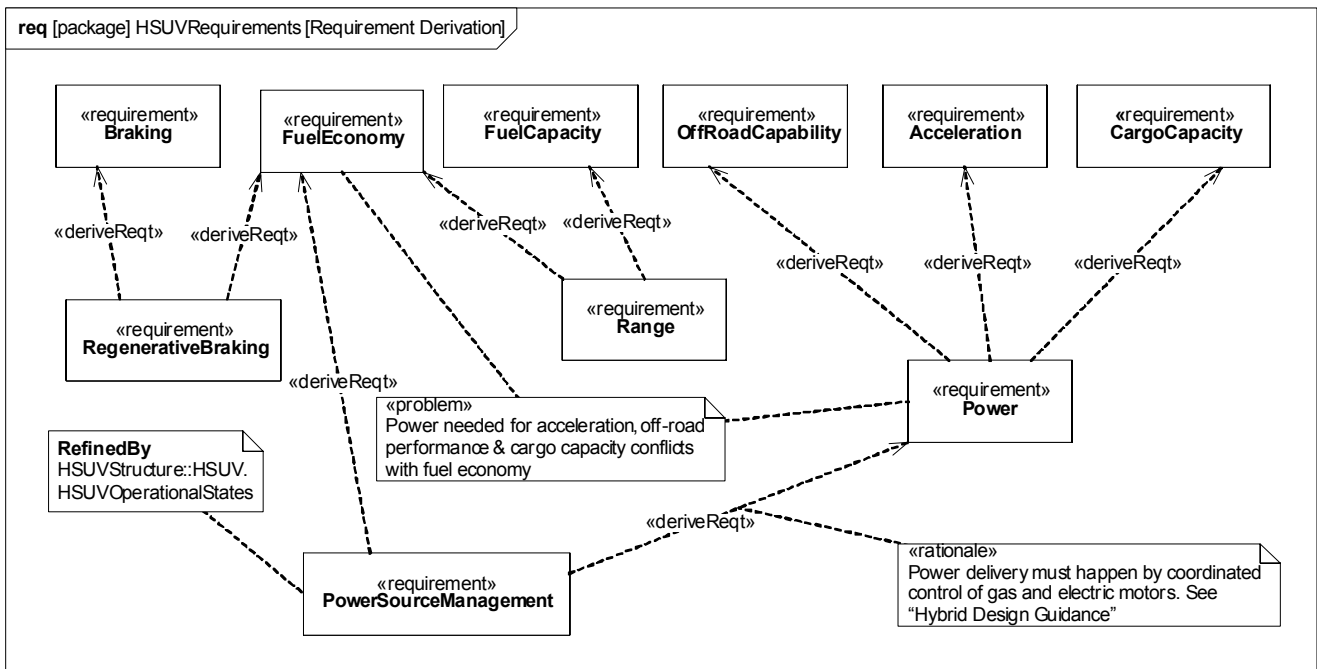 req [package] HSUVRequirements [Requirement Derivation]
«requirement»
Braking
«requirement»
FuelEconomy
«requirement»
FuelCapacity
«requirement»
OffRoadCapability
«requirement»
Acceleration
«requirement»
CargoCapacity
«deriveReqt»
«deriveReqt»
«deriveReqt»
«deriveReqt»
«deriveReqt»
«deriveReqt»
«deriveReqt»
«requirement»
RegenerativeBraking
«requirement»
Range
«deriveReqt»
«requirement»
Power
«problem»
Power needed for acceleration, off-road
performance & cargo capacity conflicts
with fuel economy
RefinedBy
HSUVStructure::HSUV.
HSUVOperationalStates
«deriveReqt»
«requirement»
PowerSourceManagement
«rationale»
Power delivery must happen by coordinated
control of gas and electric motors. See
“Hybrid Design Guidance”